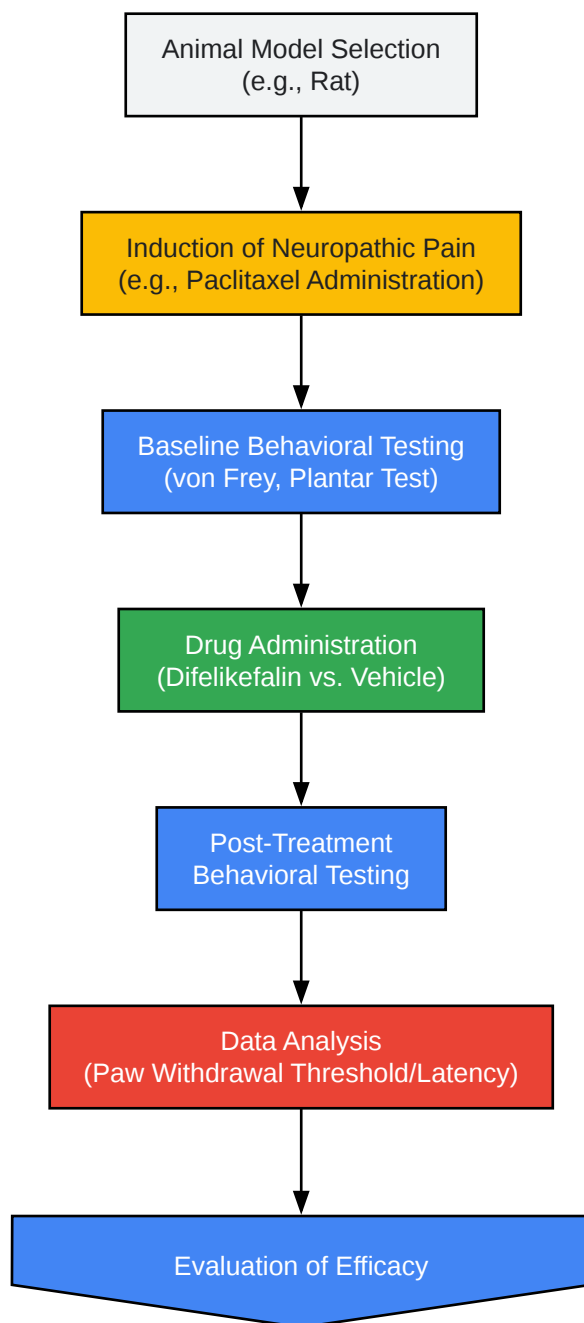 Animal Model Selection
(e.g., Rat)
Induction of Neuropathic Pain
(e.g., Paclitaxel Administration)
Baseline Behavioral Testing
(von Frey, Plantar Test)
Drug Administration
(Difelikefalin vs. Vehicle)
Post-Treatment
Behavioral Testing
Data Analysis
(Paw Withdrawal Threshold/Latency)
Evaluation of Efficacy